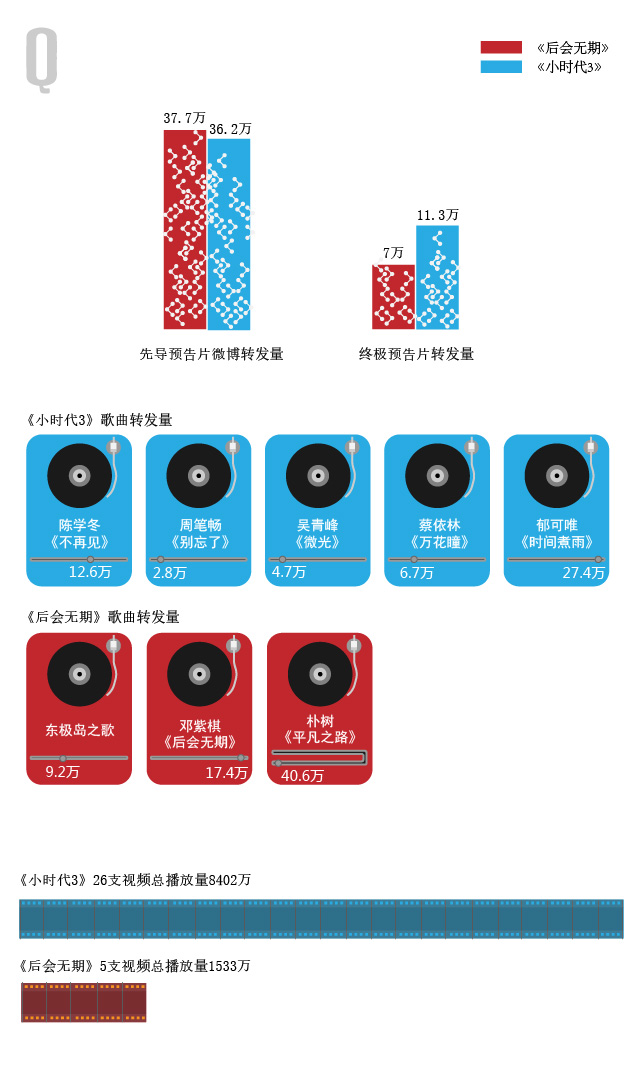 Q
《后会无期》
《小时代3》
37.7万
36.2万
11.3万
7万
先导预告片微博转发量
终极预告片转发量
《小时代3》歌曲转发量
陈学冬
《不再见》
12.6万
周笔畅
《别忘了》
2.8万
吴青峰
《微光》
4.7万
蔡依林
《万花瞳》
6.7万
郁可唯
《时间煮雨》
27.4万
《后会无期》歌曲转发量
东极岛之歌
9.2万
邓紫棋
《后会无期》
17.4万
朴树
《平凡之路》
40.6万
《小时代3》26支视频总播放量8402万
《后会无期》5支视频总播放量1533万